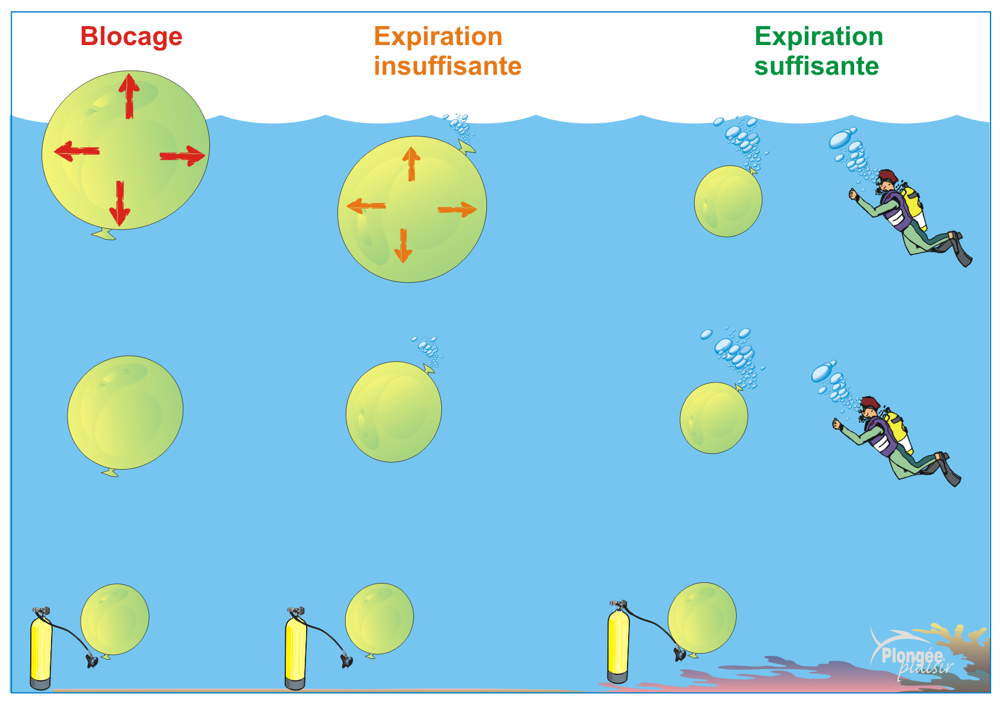 Blocage
Expiration
insuffisante
Expiration
suffisante
Plongée
plaisir